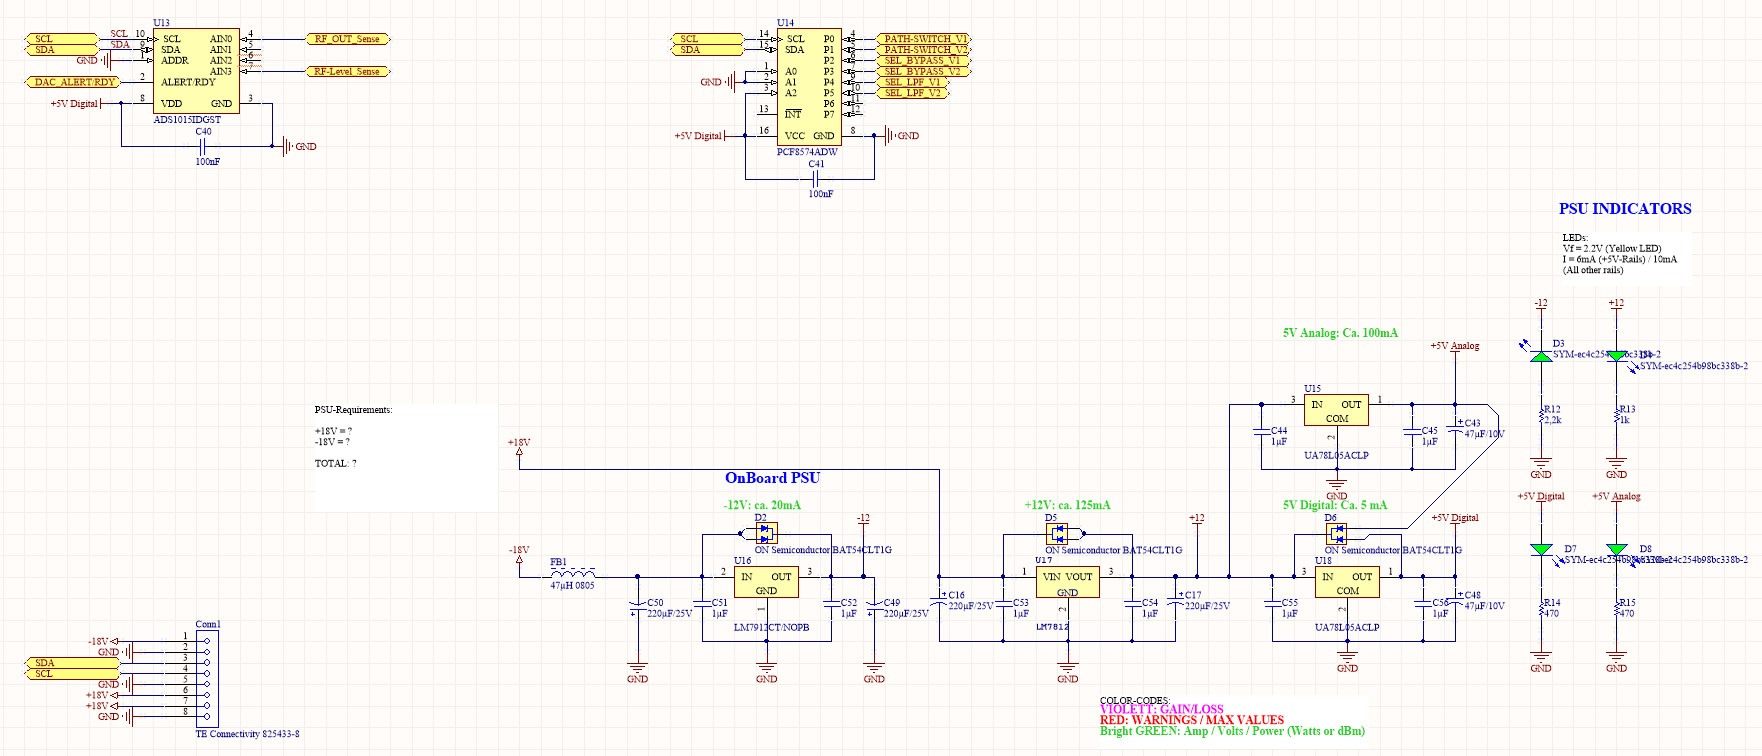 U13
SCL
SCL
10
SCL
AIN0
4
RF_OUT_Sense
SDA
SDA
9
SDA
AIN1
5
GND
1
ADDR
AIN2
6
AIN3
7
RF-Level_Sense
DAC_ALERT/RDY
2
ALERT/RDY
+5V Digital
8
VDD
GND
3
ADS1015IDGST
C40
100nF
GND
U14
SCL
14
SCL
P0
4
PATH-SWITCH_V1
SDA
15
SDA
P1
PATH-SWITCH_V2
P2
SEL_BYPASS_V1
1
A0
P3
SEL_BYPASS_V2
GND
2
A1
P4
9
SEL_LPF_V1
3
A2
P5
10
SEL_LPF_V2
P6
11
13
INT
P7
12
+5V Digital
16
VCC
GND
8
GND
PCF8574ADW
C41
100nF
PSU INDICATORS
LEDs:
Vf = 2.2V (Yellow LED)
I = 6mA (+5V-Rails) / 10mA
(All other rails)
-12
+12
D3
SYM-ec4c254b98bc338b-2
D4
SYM-ec4c254b98bc338b-2
R12
2,2k
R13
1k
GND
GND
+5V Digital
+5V Analog
D7
SYM-ec4c254b98bc338b-2
D8
SYM-ec4c254b98bc338b-2
R14
470
R15
470
GND
GND
5V Analog: Ca. 100mA
+5V Analog
U15
3
IN
OUT
1
COM
2
C44
1µF
C45
1µF
C43
47µF/10V
UA78L05ACLP
GND
PSU-Requirements:
+18V = ?
-18V = ?
TOTAL: ?
+18V
OnBoard PSU
-12V: ca. 20mA
D2
ON Semiconductor BAT54CLT1G
-12
-18V
FB1
47µH 0805
U16
2
IN
OUT
3
GND
1
C50
220µF/25V
C51
1µF
C52
1µF
C49
220µF/25V
LM7912CT/NOPB
GND
GND
GND
+12V: ca. 125mA
D5
ON Semiconductor BAT54CLT1G
+12
U17
1
VIN
VOUT
3
GND
2
C16
220µF/25V
C53
1µF
C54
1µF
C17
220µF/25V
LM7812
GND
5V Digital: Ca. 5 mA
D6
ON Semiconductor BAT54CLT1G
+5V Digital
U18
3
IN
OUT
1
COM
2
C55
1µF
C56
1µF
C48
47µF/10V
UA78L05ACLP
GND
Conn1
-18V
1
GND
2
SDA
3
SCL
4
GND
5
+18V
6
+18V
7
GND
8
TE Connectivity 825433-8
COLOR-CODES:
VIOLETT: GAIN/LOSS
RED: WARNINGS / MAX VALUES
Bright GREEN: Amp / Volts / Power (Watts or dBm)